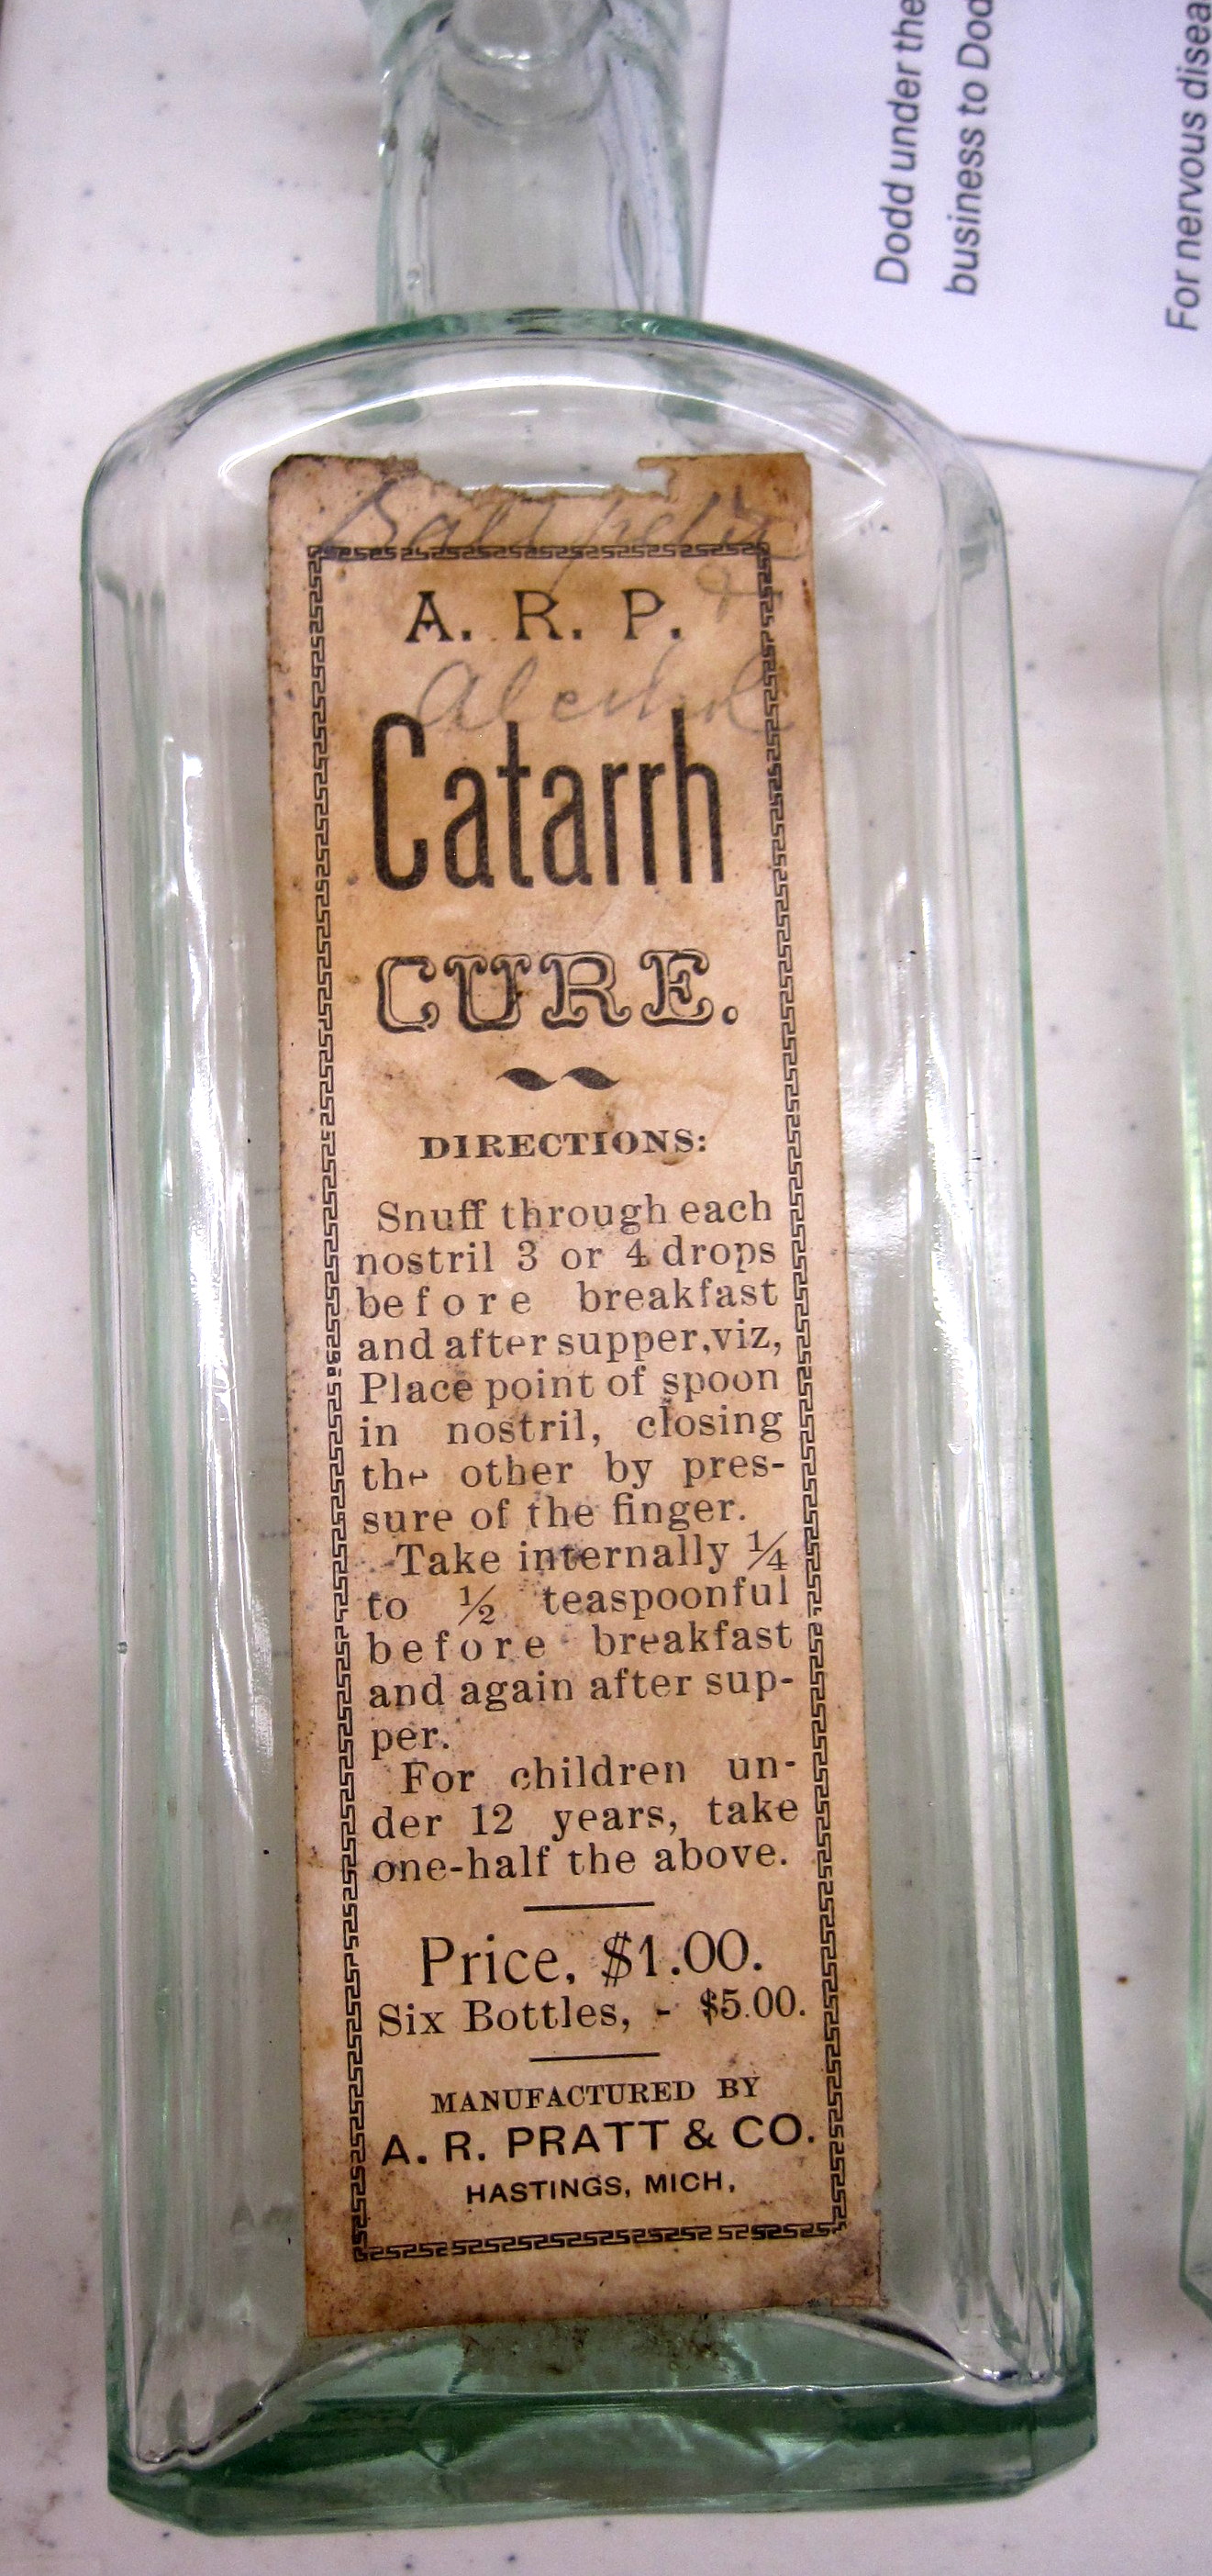 Saltpetre
&
A. R. P.
Alcohol
Catarrh
CURE.
DIRECTIONS:
Snuff through each
nostril 3 or 4 drops
before breakfast
and after supper, viz,
Place point of spoon
in nostril, closing
the other by pres-
sure of the finger.
Take internally ¼
to ½ teaspoonful
before breakfast
and again after sup-
per.
For children un-
der 12 years, take
one-half the above.
Price, $1.00.
Six Bottles, - $5.00.
MANUFACTURED BY
A. R. PRATT & CO.
HASTINGS, MICH,
Dodd under the
business to Dod
For nervous disea